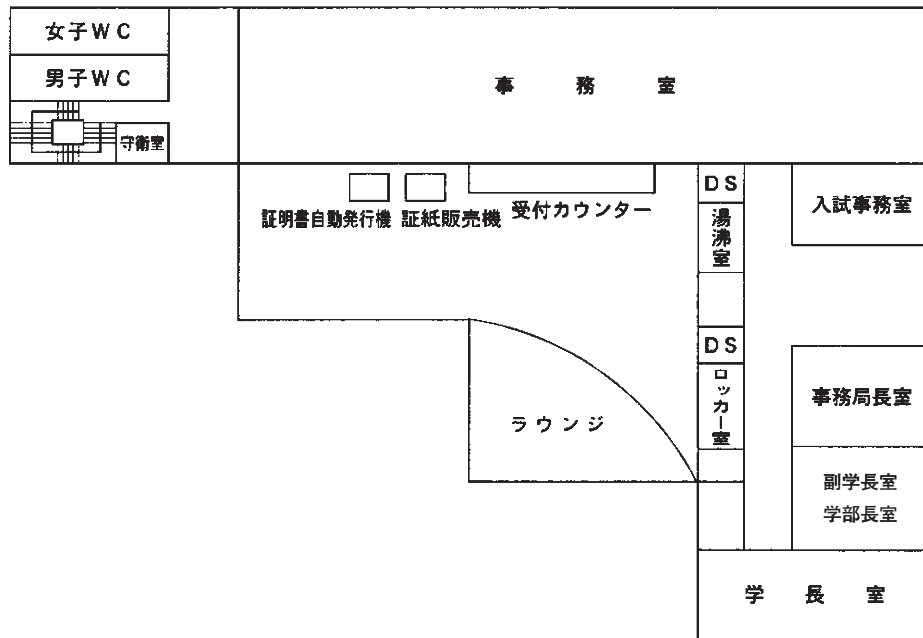 女子WC
男子WC
守衛室
事務室
証明書自動発行機
証紙販売機
受付カウンター
DS
湯沸室
入試事務室
DS
ロッカー室
事務局長室
ラウンジ
副学長室
学部長室
学長室